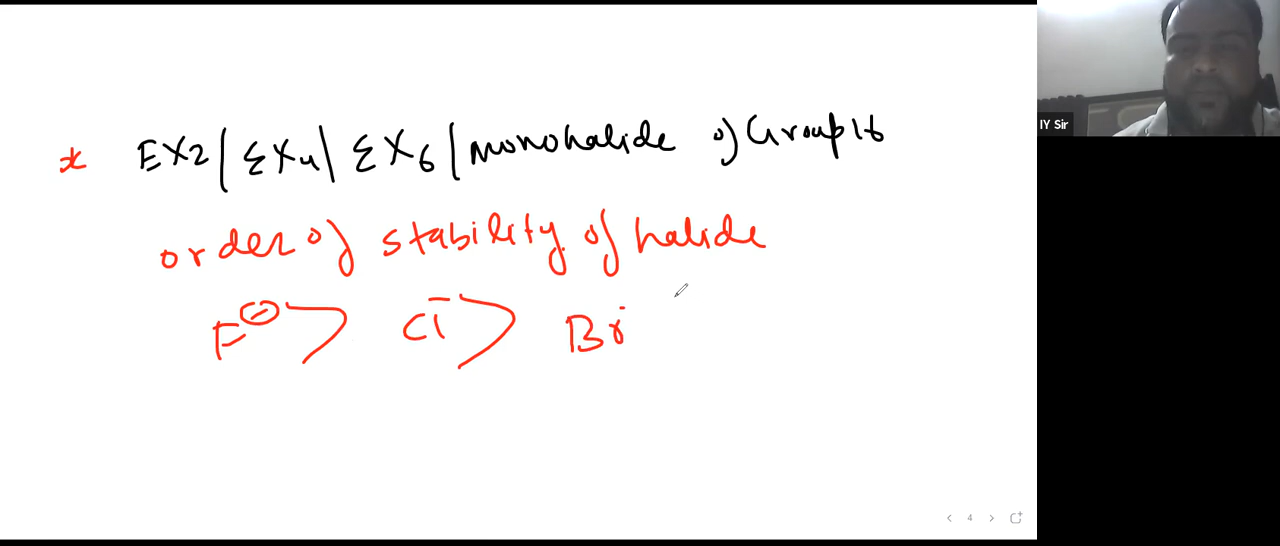 * EX2 | EX4 | EX6 | monohalide of Group 16
order of stability of halide
F⊖ > Cl⁻ > Br
IY Sir
4